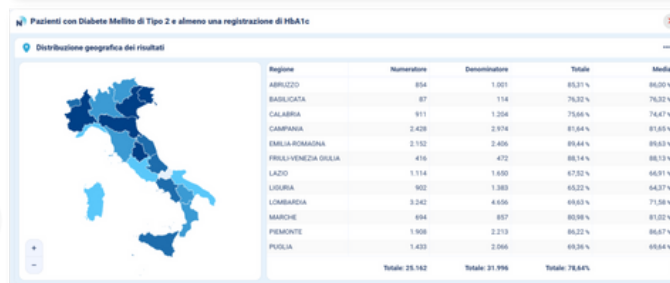 Pazienti con Diabete Mellito di Tipo 2 e almeno una registrazione di HbA1c
Distribuzione geografica dei risultati
Regione Numeratore Denominatore Totale Media
ABRUZZO 854 1.001 85,31 % 86,00 %
BASILICATA 87 114 76,32 % 76,32 %
CALABRIA 911 1.204 75,66 % 74,47 %
CAMPANIA 2.428 2.974 81,64 % 81,65 %
EMILIA-ROMAGNA 2.152 2.406 89,44 % 89,63 %
FRIULI-VENEZIA GIULIA 416 472 88,14 % 88,13 %
LAZIO 1.114 1.650 67,52 % 66,91 %
LIGURIA 902 1.383 65,22 % 64,37 %
LOMBARDIA 3.242 4.656 69,63 % 71,58 %
MARCHE 694 857 80,98 % 81,02 %
PIEMONTE 1.908 2.213 86,22 % 86,67 %
PUGLIA 1.433 2.066 69,36 % 69,64 %
Totale: 25.162 Totale: 31.996 Totale: 78,64%